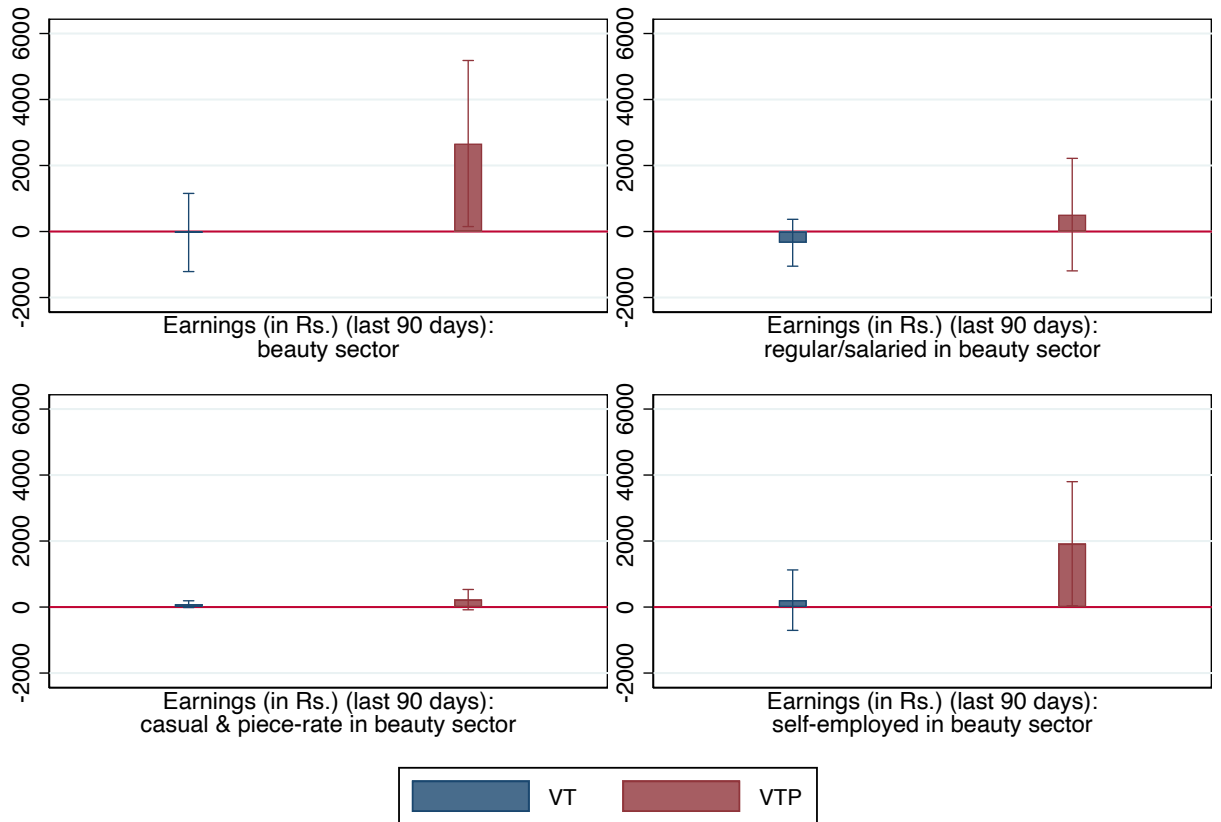 6000
4000
2000
0
-2000
Earnings (in Rs.) (last 90 days):
beauty sector
6000
4000
2000
0
-2000
Earnings (in Rs.) (last 90 days):
regular/salaried in beauty sector
6000
4000
2000
0
-2000
Earnings (in Rs.) (last 90 days):
casual & piece-rate in beauty sector
6000
4000
2000
0
-2000
Earnings (in Rs.) (last 90 days):
self-employed in beauty sector
VT VTP